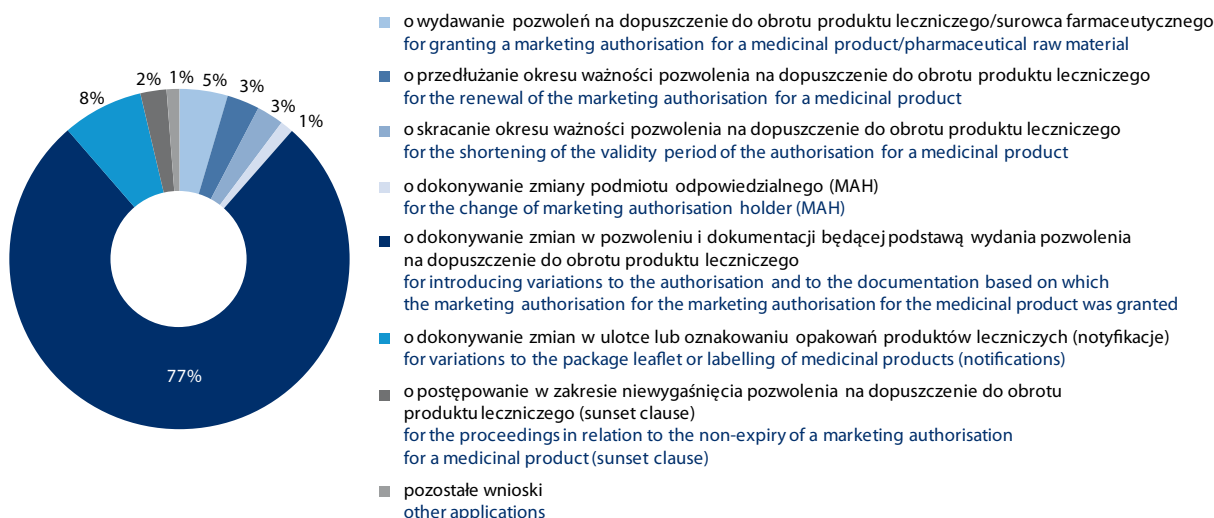 8%
2%
1%
5%
3%
3%
1%
77%
o wydawanie pozwoleń na dopuszczenie do obrotu produktu leczniczego/surowca farmaceutycznego
for granting a marketing authorisation for a medicinal product/pharmaceutical raw material
o przedłużanie okresu ważności pozwolenia na dopuszczenie do obrotu produktu leczniczego
for the renewal of the marketing authorisation for a medicinal product
o skracanie okresu ważności pozwolenia na dopuszczenie do obrotu produktu leczniczego
for the shortening of the validity period of the authorisation for a medicinal product
o dokonywanie zmiany podmiotu odpowiedzialnego (MAH)
for the change of marketing authorisation holder (MAH)
o dokonywanie zmian w pozwoleniu i dokumentacji będącej podstawą wydania pozwolenia
na dopuszczenie do obrotu produktu leczniczego
for introducing variations to the authorisation and to the documentation based on which
the marketing authorisation for the marketing authorisation for the medicinal product was granted
o dokonywanie zmian w ulotce lub oznakowaniu opakowań produktów leczniczych (notyfikacje)
for variations to the package leaflet or labelling of medicinal products (notifications)
o postępowanie w zakresie niewygaśnięcia pozwolenia na dopuszczenie do obrotu
produktu leczniczego (sunset clause)
for the proceedings in relation to the non-expiry of a marketing authorisation
for a medicinal product (sunset clause)
pozostałe wnioski
other applications